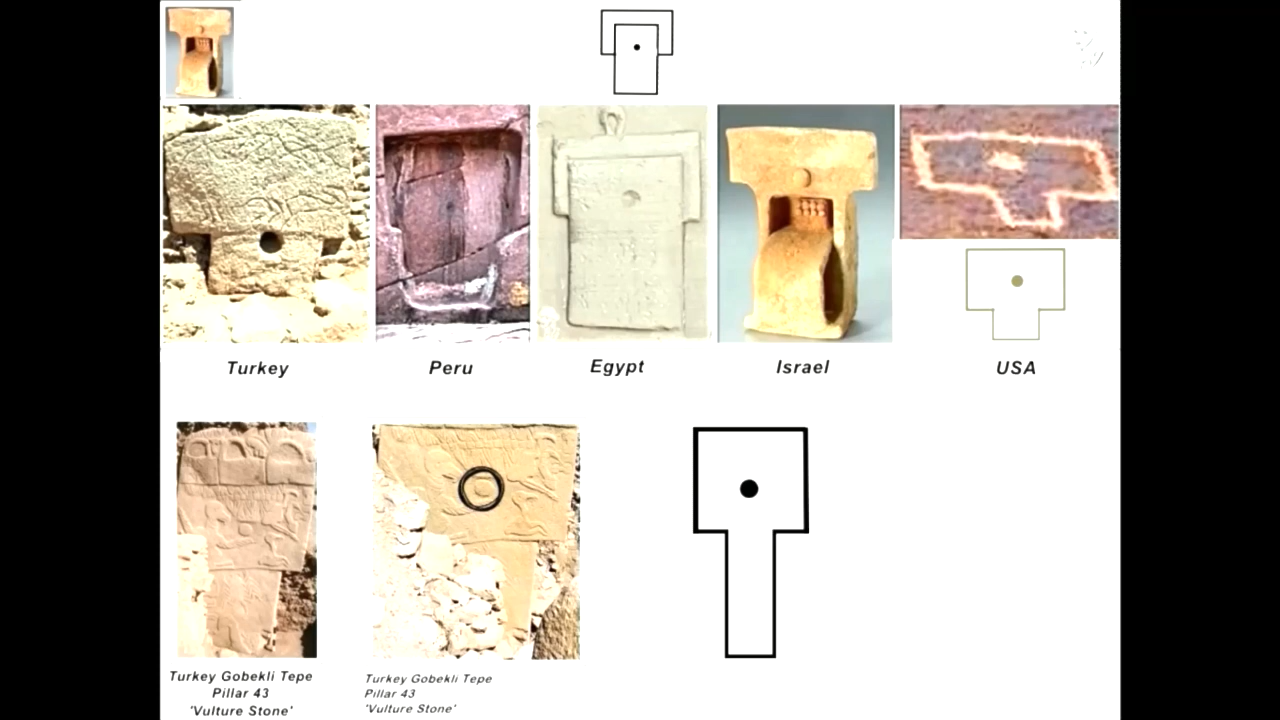 Turkey
Peru
Egypt
Israel
USA
Turkey Gobekli Tepe
Pillar 43
'Vulture Stone'
Turkey Gobekli Tepe
Pillar 43
'Vulture Stone'